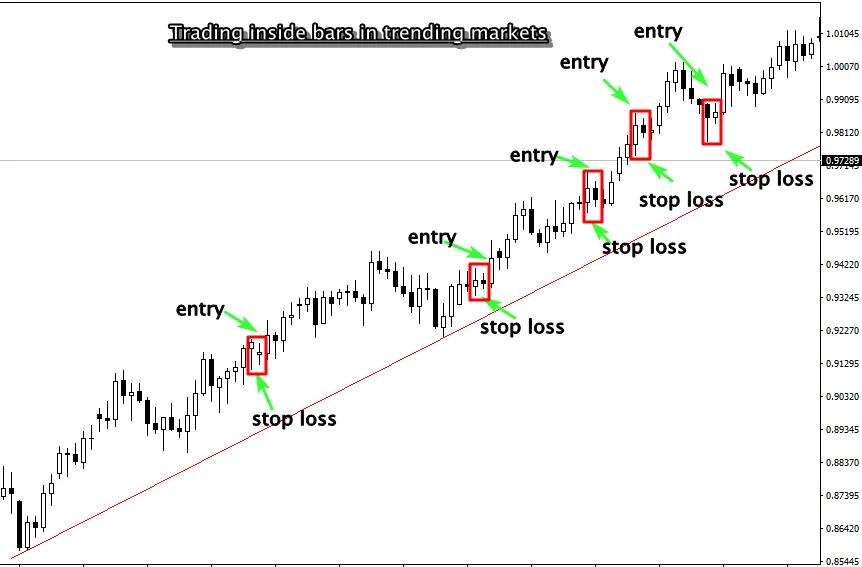 Trading inside bars in trending markets
entry
entry
entry
entry
entry
stop loss
stop loss
stop loss
stop loss
stop loss
1.01045
1.00070
0.99095
0.98120
0.97289
0.96170
0.95195
0.94220
0.93245
0.92270
0.91295
0.90320
0.89345
0.88370
0.87395
0.86420
0.85445